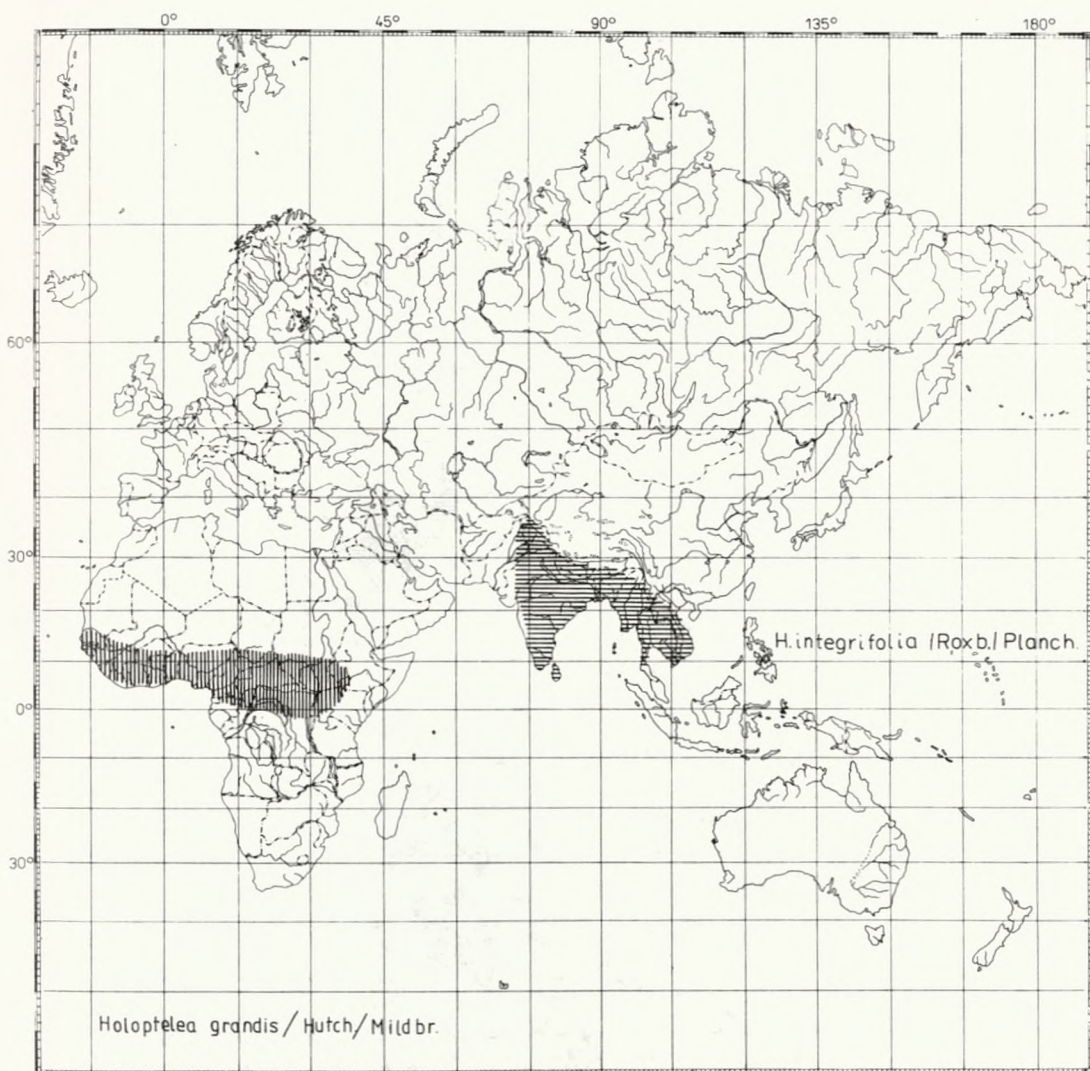 0° 45° 90° 135° 180°
60°
30°
H.integrifolia /Roxb./ Planch.
0°
30°
Holoptelea grandis / Hutch / Mildbr.